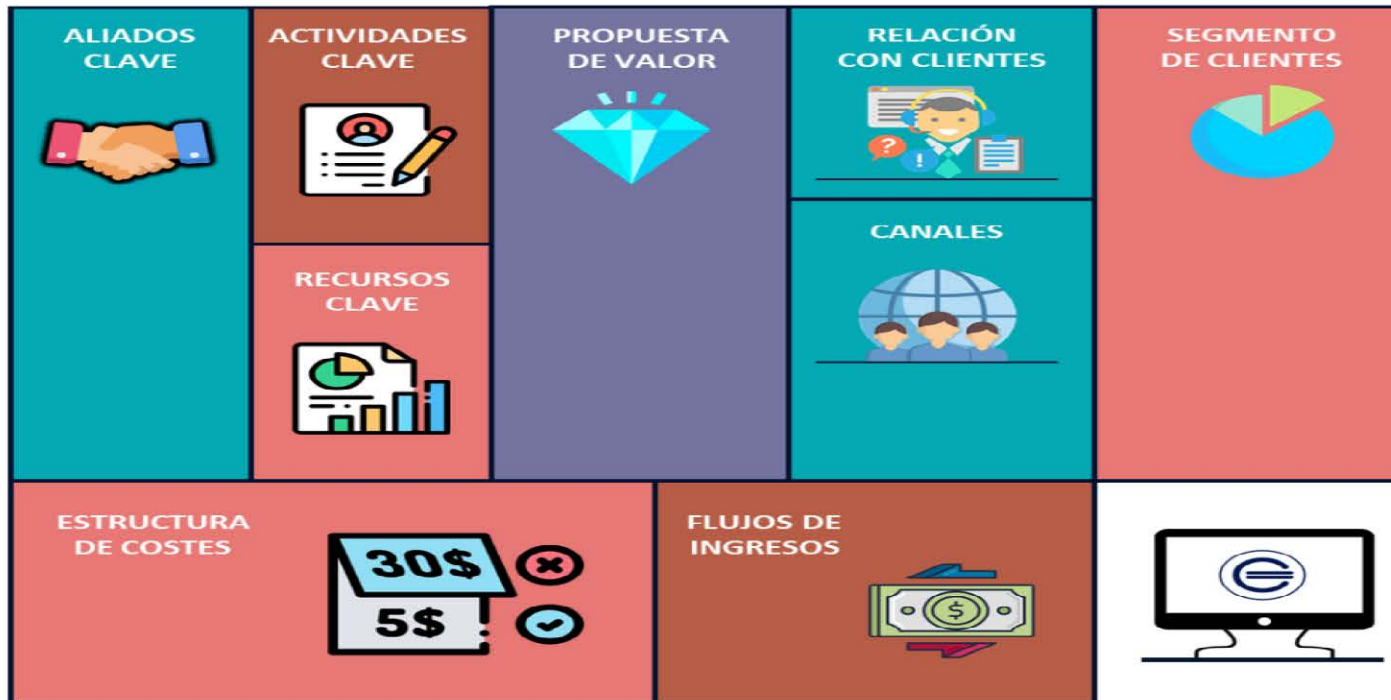 ALIADOS
CLAVE
ACTIVIDADES
CLAVE
RECURSOS
CLAVE
PROPUESTA
DE VALOR
RELACIÓN
CON CLIENTES
?
!
CANALES
SEGMENTO
DE CLIENTES
ESTRUCTURA
DE COSTES
30$
5$
FLUJOS DE
INGRESOS
$